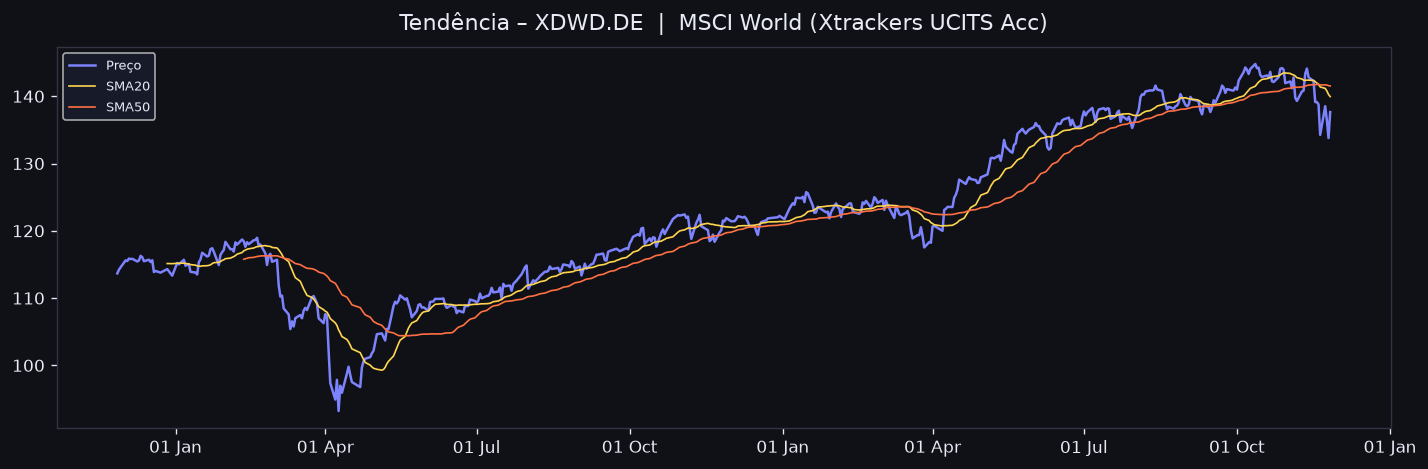 Tendência – XDWD.DE | MSCI World (Xtrackers UCITS Acc)
Preço
SMA20
SMA50
140
130
120
110
100
01 Jan
01 Apr
01 Jul
01 Oct
01 Jan
01 Apr
01 Jul
01 Oct
01 Jan